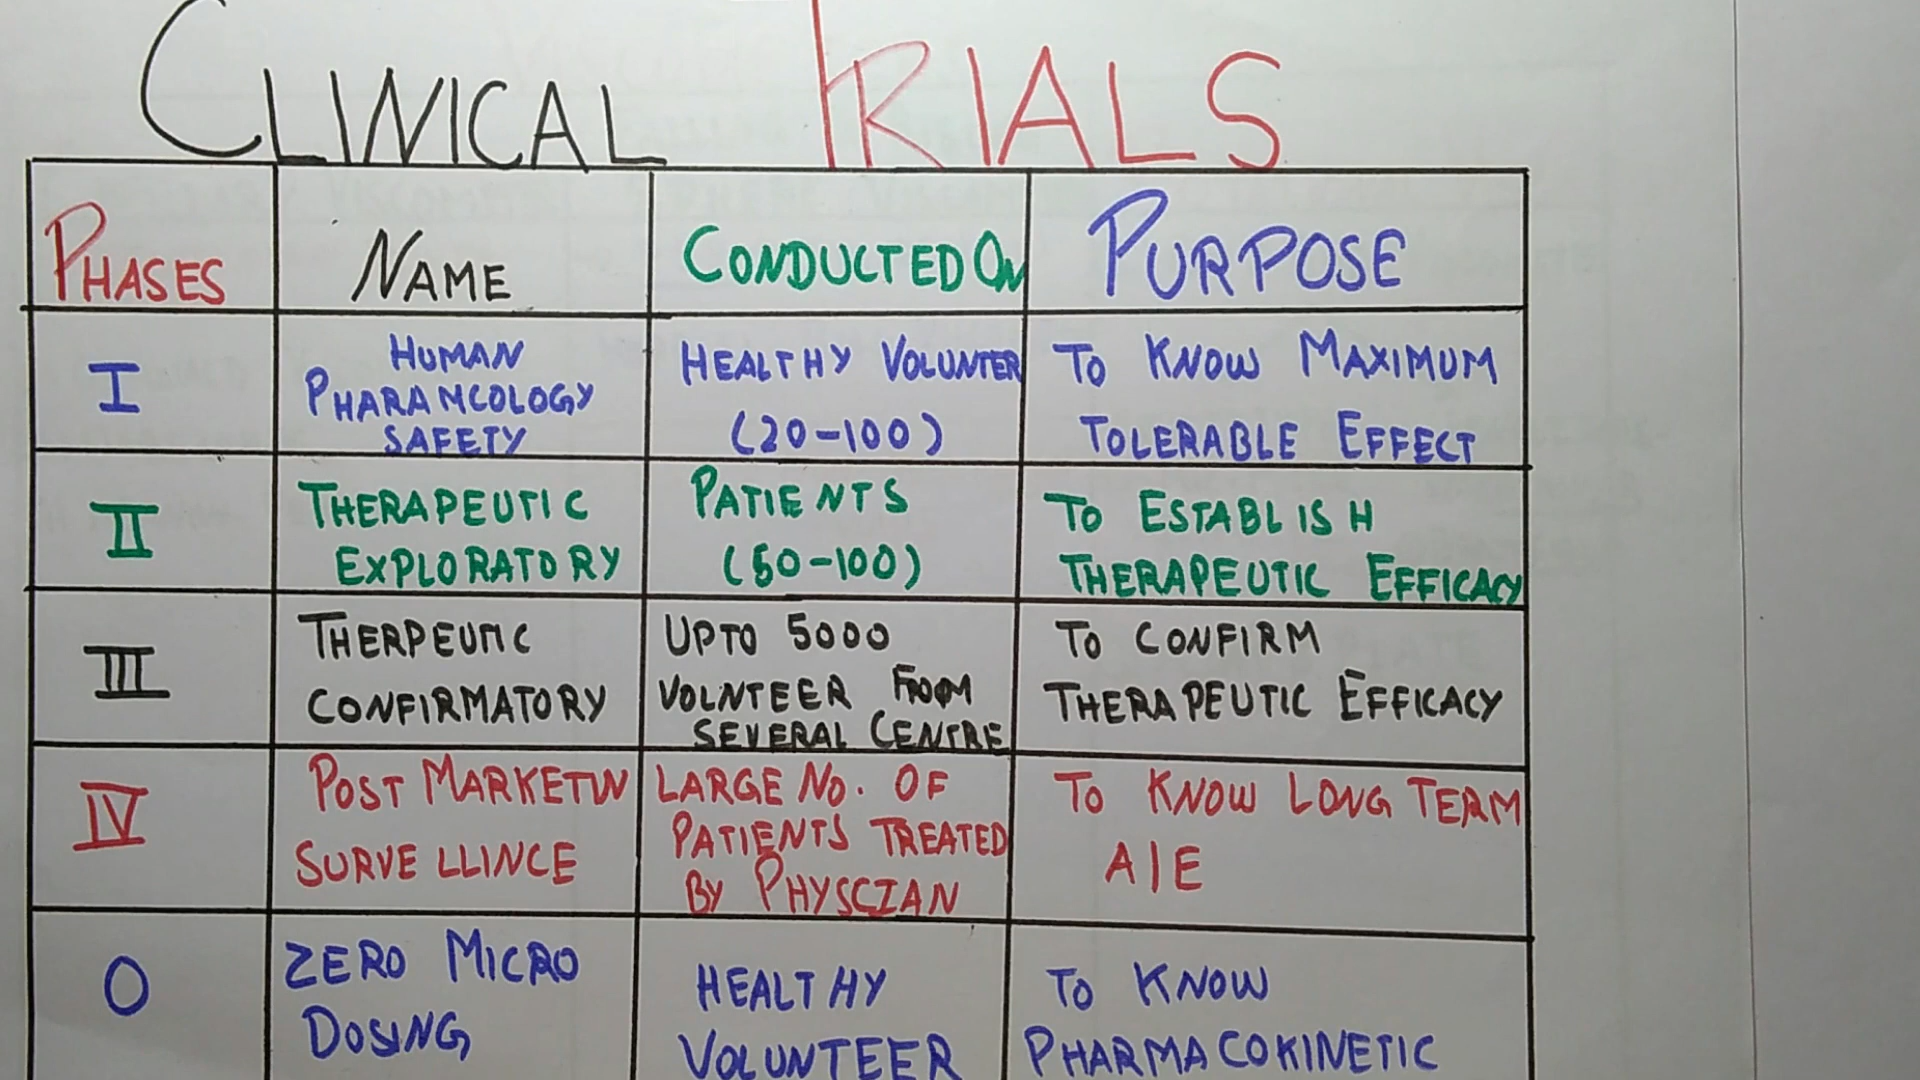 CLINICAL TRIALS
PHASES NAME CONDUCTED ON PURPOSE
I
HUMAN
PHARAMCOLOGY
SAFETY
HEALTHY VOLUNTER
(20-100)
TO KNOW MAXIMUM
TOLERABLE EFFECT
II
THERAPEUTIC
EXPLORATORY
PATIENTS
(50-100)
TO ESTABLISH
THERAPEUTIC EFFICACY
III
THERPEUTIC
CONFIRMATORY
UPTO 5000
VOLNTEER FROM
SEVERAL CENTRE
TO CONFIRM
THERAPEUTIC EFFICACY
IV
POST MARKETIN
SURVELLINCE
LARGE NO. OF
PATIENTS TREATED
BY PHYSCIAN
TO KNOW LONG TERM
A/E
0
ZERO MICRO
DOSING
HEALTHY
VOLUNTEER
TO KNOW
PHARMACOKINETIC